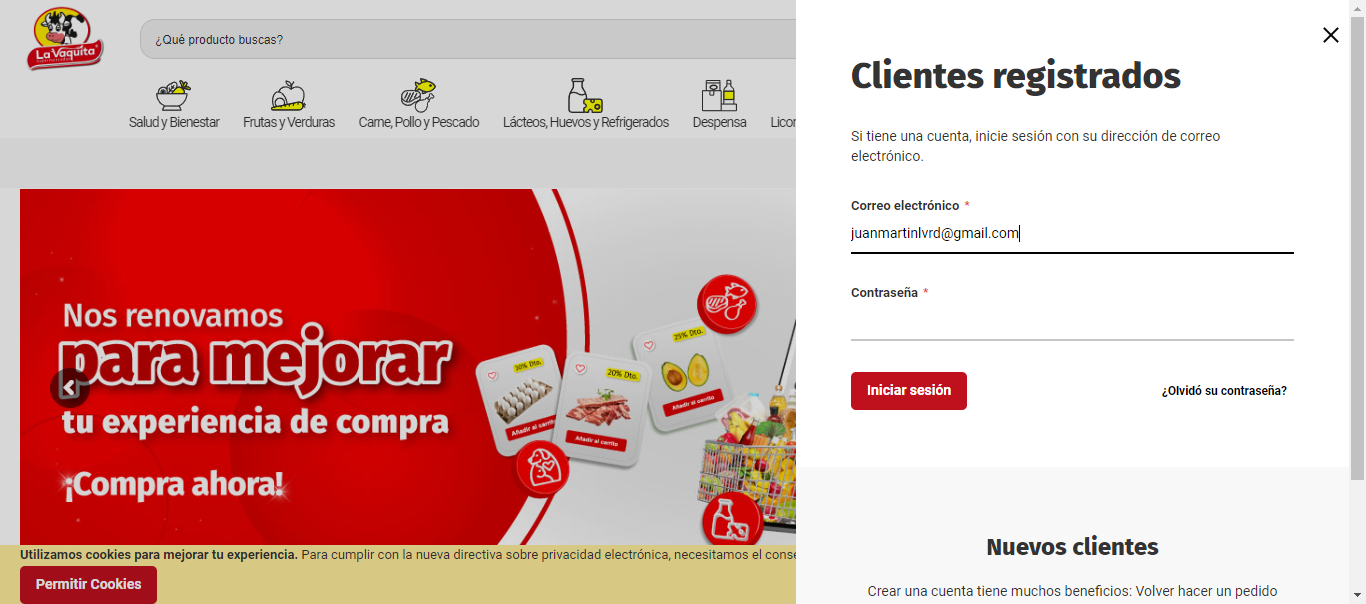 La Vaquita
supermercados
¿Qué producto buscas?
Salud y Bienestar
Frutas y Verduras
Carne, Pollo y Pescado
Lácteos, Huevos y Refrigerados
Despensa
Licor
Nos renovamos
para mejorar
tu experiencia de compra
¡Compra ahora!
30% Dto.
Añadir al carrito
20% Dto.
Añadir al carrito
25% Dto.
Añadir al carrito
Utilizamos cookies para mejorar tu experiencia. Para cumplir con la nueva directiva sobre privacidad electrónica, necesitamos el conse
Permitir Cookies
Clientes registrados
Si tiene una cuenta, inicie sesión con su dirección de correo
electrónico.
Correo electrónico *
juanmartinlvrd@gmail.com
Contraseña *
Iniciar sesión
¿Olvidó su contraseña?
Nuevos clientes
Crear una cuenta tiene muchos beneficios: Volver hacer un pedido